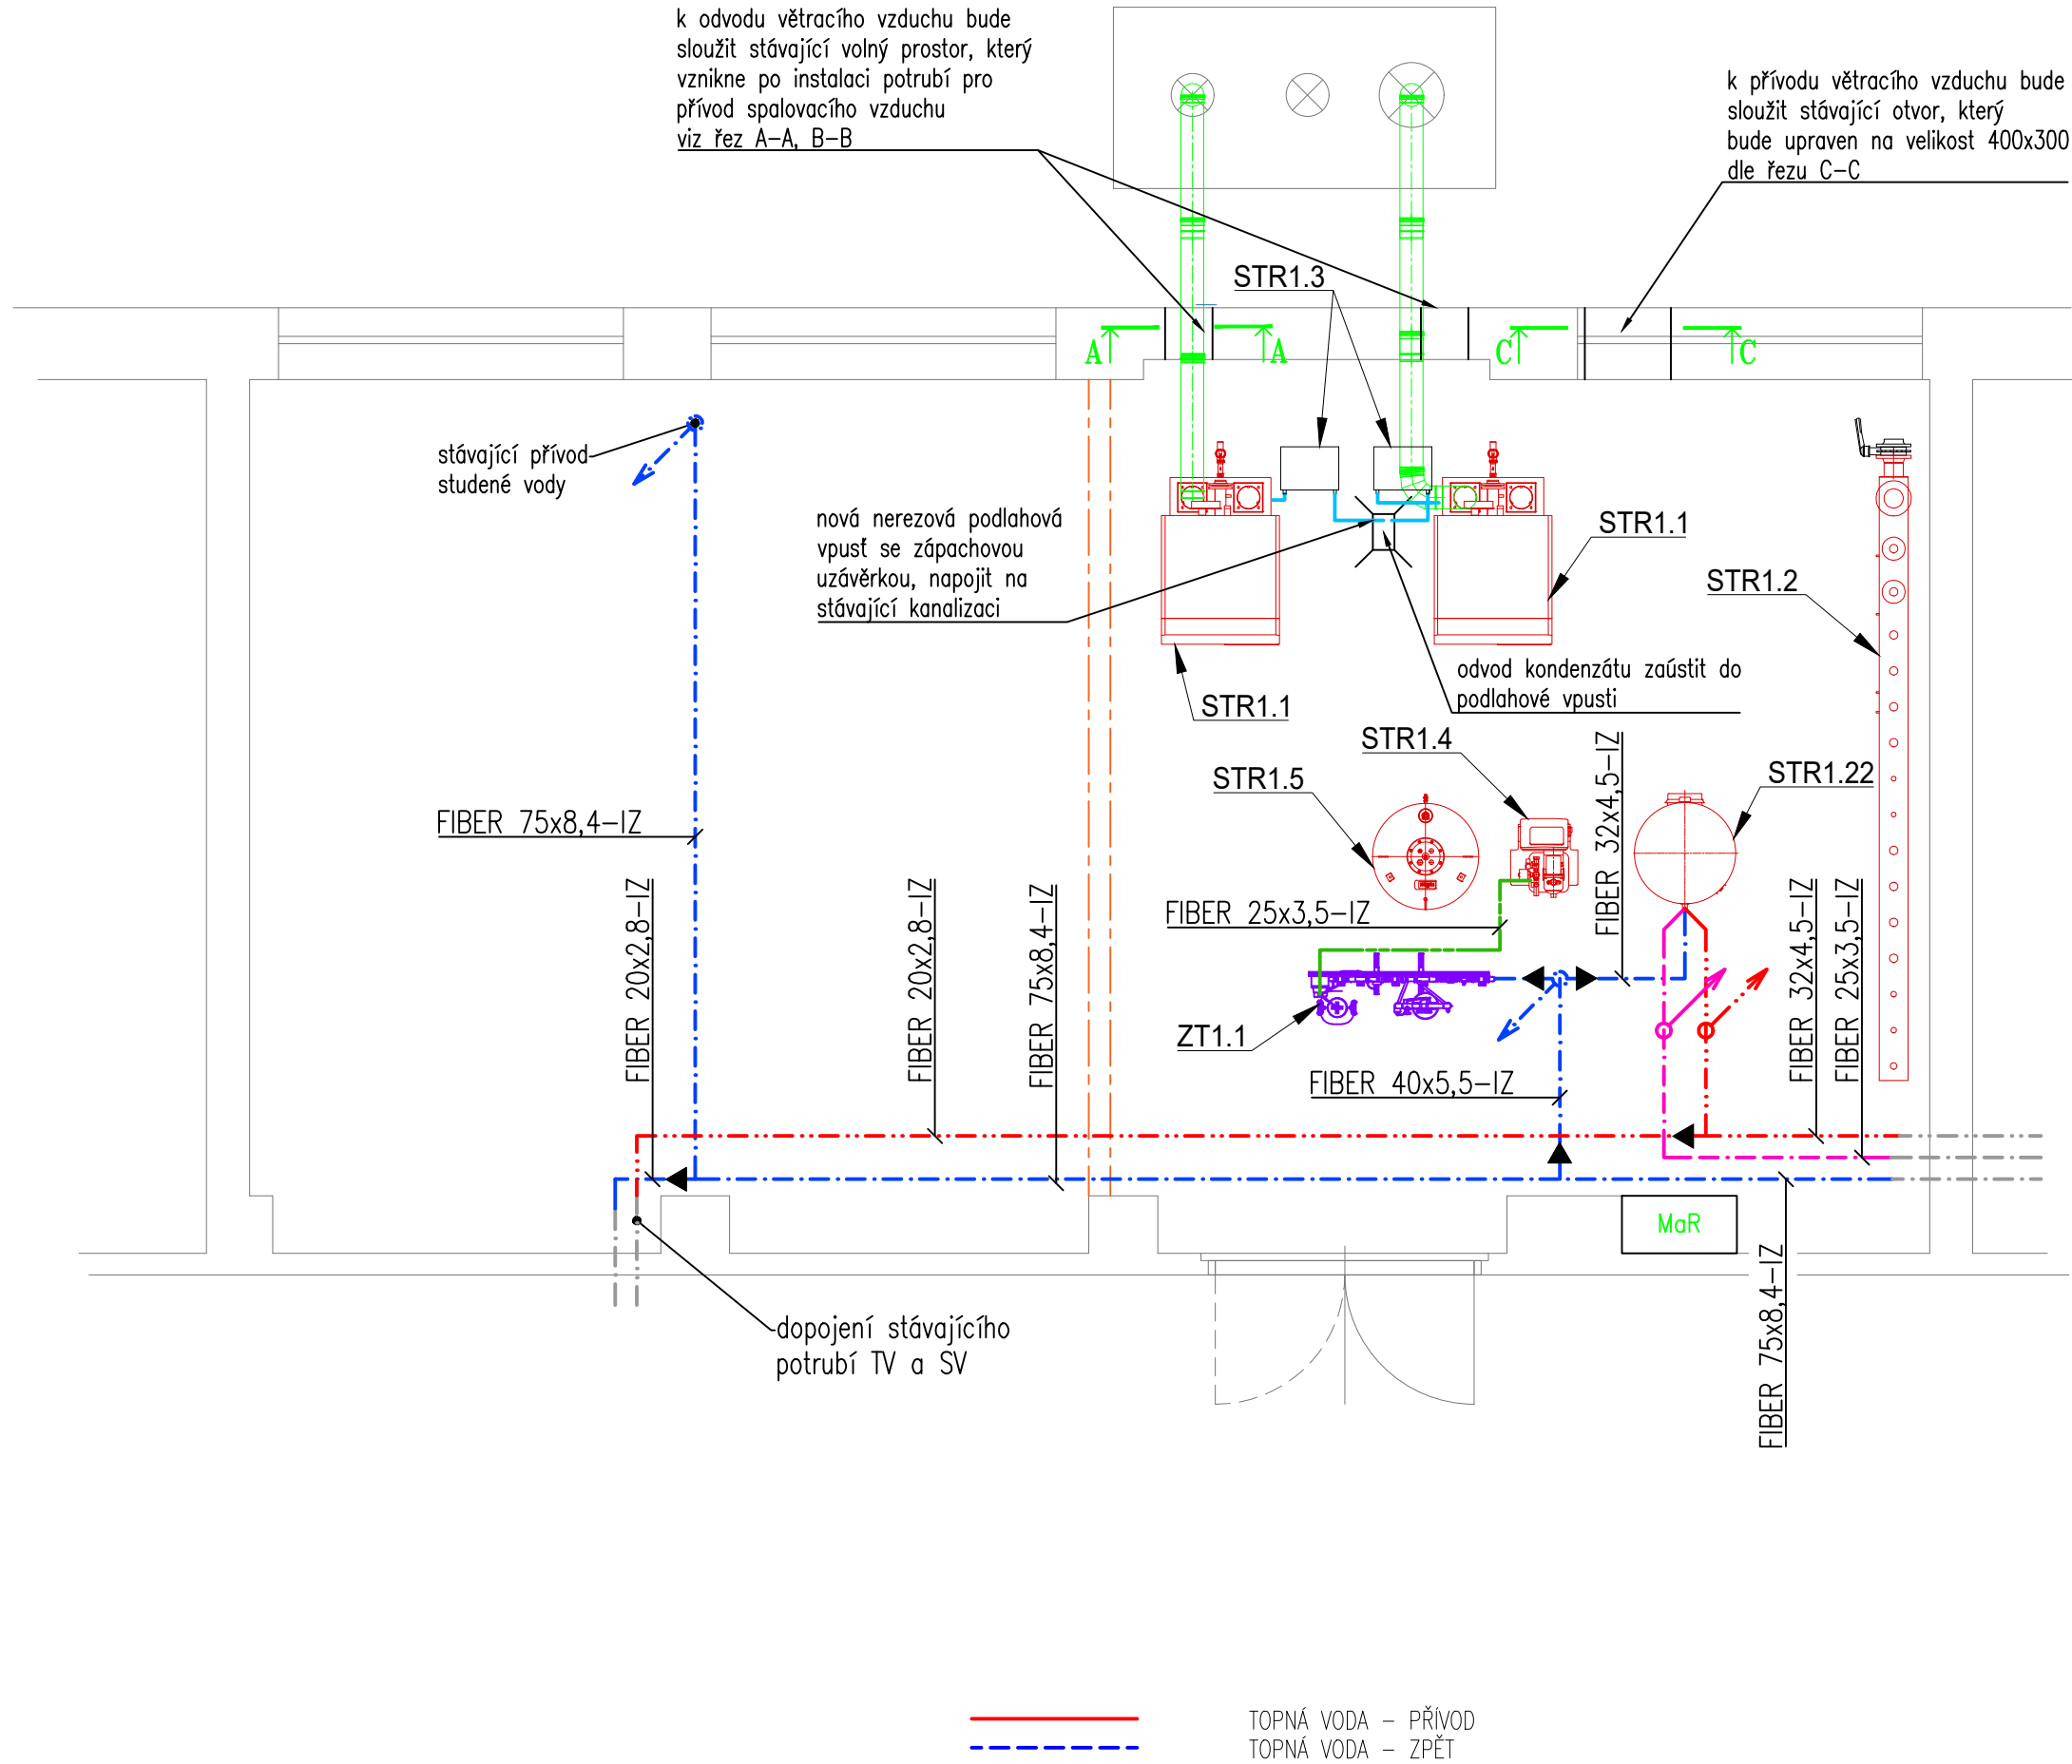 k odvodu větracího vzduchu bude
sloužit stávající volný prostor, který
vznikne po instalaci potrubí pro
přívod spalovacího vzduchu
viz řez A–A, B–B
k přívodu větracího vzduchu bude
sloužit stávající otvor, který
bude upraven na velikost 400x300
dle řezu C–C
STR1.3
A
A
C
C
stávající přívod
studené vody
nová nerezová podlahová
vpusť se zápachovou
uzávěrkou, napojit na
stávající kanalizaci
STR1.1
STR1.2
odvod kondenzátu zaústit do
podlahové vpusti
STR1.1
STR1.4
STR1.5
STR1.22
FIBER 32x4,5–IZ
FIBER 75x8,4–IZ
FIBER 20x2,8–IZ
FIBER 20x2,8–IZ
FIBER 75x8,4–IZ
FIBER 25x3,5–IZ
FIBER 32x4,5–IZ
FIBER 25x3,5–IZ
ZT1.1
FIBER 40x5,5–IZ
MaR
FIBER 75x8,4–IZ
dopojení stávajícího
potrubí TV a SV
TOPNÁ VODA – PŘÍVOD
TOPNÁ VODA – ZPĚT